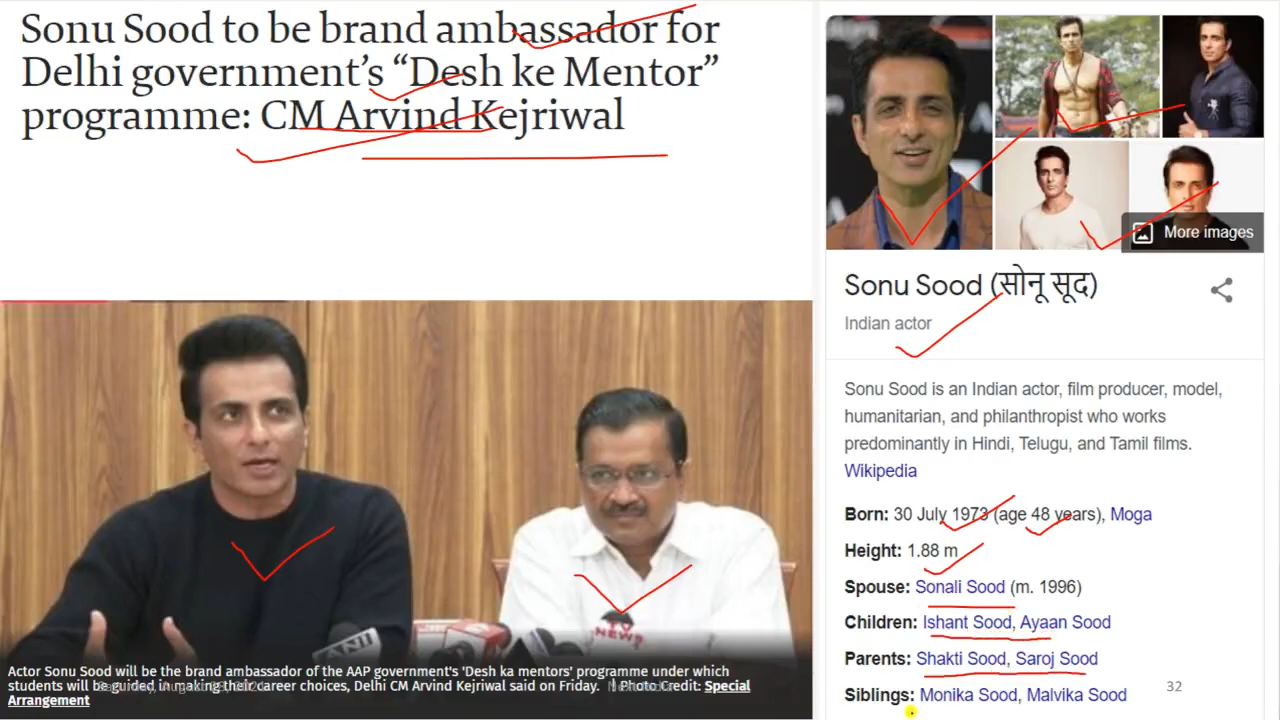 Sonu Sood to be brand ambassador for
Delhi government's “Desh ke Mentor”
programme: CM Arvind Kejriwal
ANI
TV
NEWS
Actor Sonu Sood will be the brand ambassador of the AAP government's 'Desh ka mentors' programme under which
students will be guided in making their career choices, Delhi CM Arvind Kejriwal said on Friday. | Photo Credit: Special
Arrangement
More images
Sonu Sood (सोनू सूद)
Indian actor
Sonu Sood is an Indian actor, film producer, model,
humanitarian, and philanthropist who works
predominantly in Hindi, Telugu, and Tamil films.
Wikipedia
Born: 30 July 1973 (age 48 years), Moga
Height: 1.88 m
Spouse: Sonali Sood (m. 1996)
Children: Ishant Sood, Ayaan Sood
Parents: Shakti Sood, Saroj Sood
Siblings: Monika Sood, Malvika Sood
32